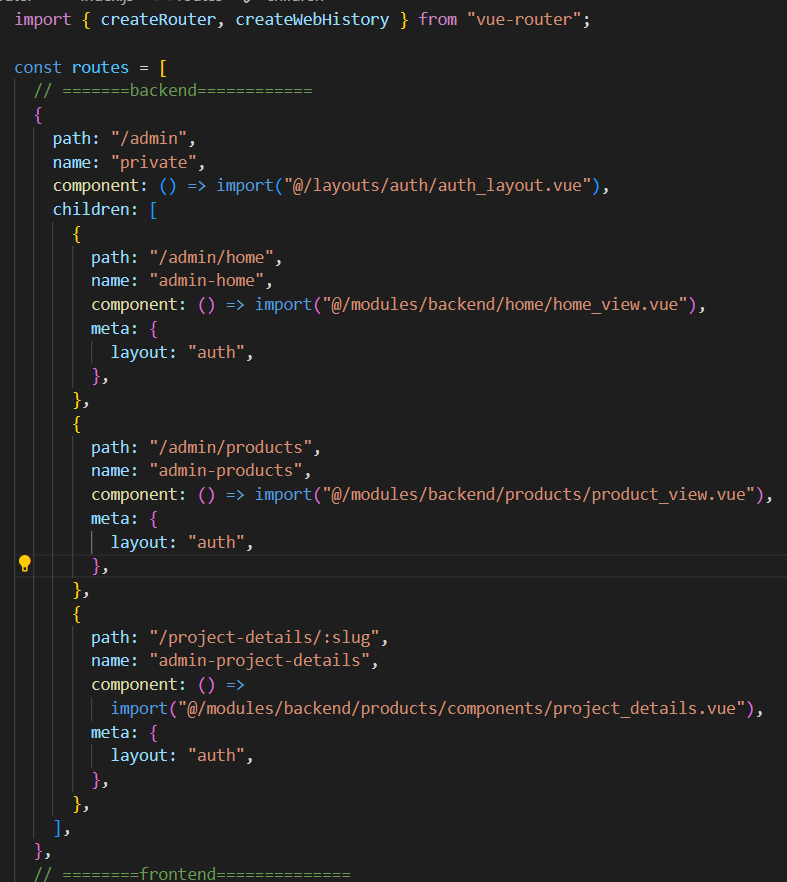 import { createRouter, createWebHistory } from "vue-router";
const routes = [
// =======backend============
{
path: "/admin",
name: "private",
component: () => import("@/layouts/auth/auth_layout.vue"),
children: [
{
path: "/admin/home",
name: "admin-home",
component: () => import("@/modules/backend/home/home_view.vue"),
meta: {
layout: "auth",
},
},
{
path: "/admin/products",
name: "admin-products",
component: () => import("@/modules/backend/products/product_view.vue"),
meta: {
layout: "auth",
},
},
{
path: "/project-details/:slug",
name: "admin-project-details",
component: () =>
import("@/modules/backend/products/components/project_details.vue"),
meta: {
layout: "auth",
},
},
],
},
// ========frontend==============